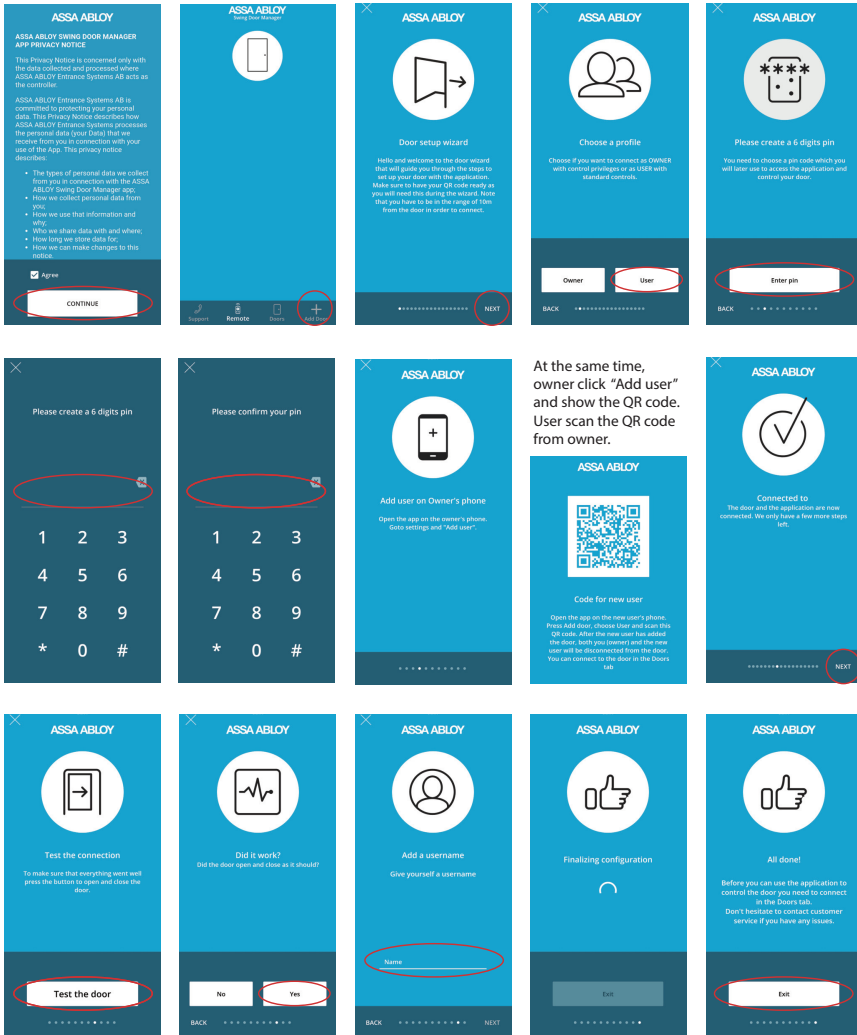 ASSA ABLOY
ASSA ABLOY SWING DOOR MANAGER
APP PRIVACY NOTICE
This Privacy Notice is concerned only with
the data collected and processed where
ASSA ABLOY Entrance Systems AB acts as
the controller.
ASSA ABLOY Entrance Systems AB is
committed to protecting your personal
data. This Privacy Notice describes how
ASSA ABLOY Entrance Systems processes
the personal data (your Data) that we
receive from you in connection with your
use of the App. This privacy notice
describes:
• The types of personal data we collect
from you in connection with the ASSA
ABLOY Swing Door Manager app;
• How we collect personal data from
you;
• How we use that information and
why;
• Who we share data with and where;
• How long we store data for;
• How we can make changes to this
notice.
Agree
CONTINUE
ASSA ABLOY
Swing Door Manager
Support
Remote
Doors
Add Door
ASSA ABLOY
Door setup wizard
Hello and welcome to the door wizard
that will guide you through the steps to
set up your door with the application.
Make sure to have your QR code ready as
you will need this during the wizard. Note
that you have to be in the range of 10m
from the door in order to connect.
NEXT
ASSA ABLOY
Choose a profile
Choose if you want to connect as OWNER
with control privileges or as USER with
standard controls.
Owner
User
BACK
ASSA ABLOY
****
Please create a 6 digits pin
You need to choose a pin code which you
will later use to access the application and
control your door.
Enter pin
BACK
Please create a 6 digits pin
1 2 3
4 5 6
7 8 9
* 0 #
Please confirm your pin
1 2 3
4 5 6
7 8 9
* 0 #
ASSA ABLOY
Add user on Owner's phone
Open the app on the owner's phone.
Goto settings and "Add user".
At the same time,
owner click "Add user"
and show the QR code.
User scan the QR code
from owner.
ASSA ABLOY
Code for new user
Open the app on the new user's phone.
Press Add door, choose User and scan this
QR code. After the new user has added
the door, both you (owner) and the new
user will be disconnected from the door.
You can connect to the door in the Doors
tab
ASSA ABLOY
Connected to
The door and the application are now
connected. We only have a few more steps
left.
NEXT
ASSA ABLOY
Test the connection
To make sure that everything went well
press the button to open and close the
door.
Test the door
ASSA ABLOY
Did it work?
Did the door open and close as it should?
No
Yes
BACK
ASSA ABLOY
Add a username
Give yourself a username
Name
BACK
NEXT
ASSA ABLOY
Finalizing configuration
Exit
ASSA ABLOY
All done!
Before you can use the application to
control the door you need to connect
in the Doors tab.
Don't hesitate to contact customer
service if you have any issues.
Exit